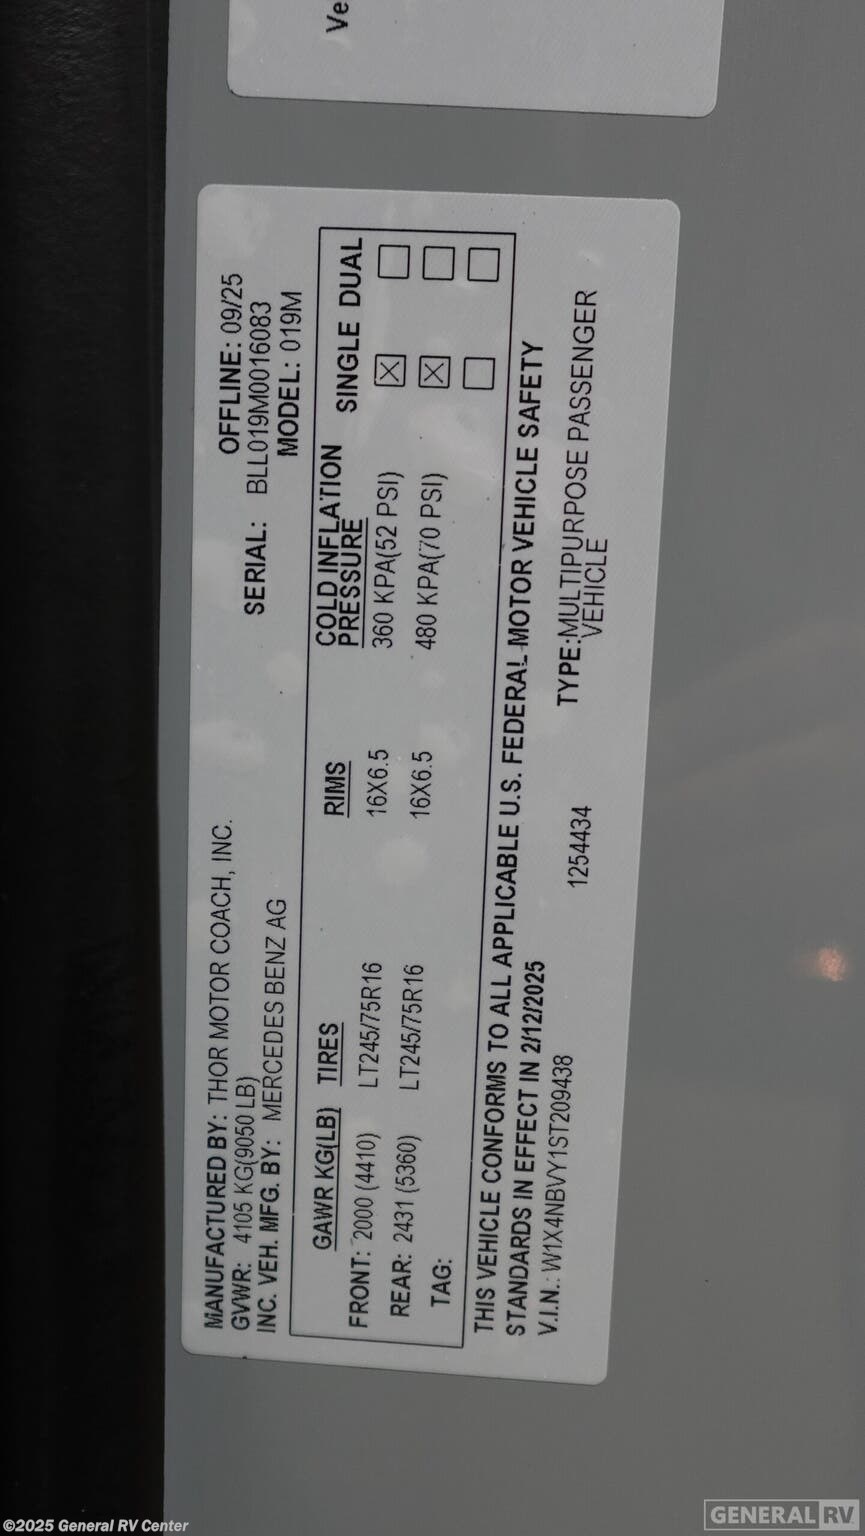 Ve
MANUFACTURED BY: THOR MOTOR COACH, INC. OFFLINE: 09/25
GVWR: 4105 KG(9050 LB) SERIAL: BLL019M0016083
INC. VEH. MFG. BY: MERCEDES BENZ AG MODEL: 019M
GAWR KG(LB) TIRES RIMS COLD INFLATION PRESSURE SINGLE DUAL
FRONT: 2000 (4410) LT245/75R16 16X6.5 360 KPA(52 PSI) ☒ ☐
REAR: 2431 (5360) LT245/75R16 16X6.5 480 KPA(70 PSI) ☒ ☐
TAG: ☐ ☐
THIS VEHICLE CONFORMS TO ALL APPLICABLE U.S. FEDERAL MOTOR VEHICLE SAFETY
STANDARDS IN EFFECT IN 2/12/2025
V.I.N.: W1X4NBVY1ST209438 1254434 TYPE:MULTIPURPOSE PASSENGER
VEHICLE
©2025 General RV Center
GENERAL RV